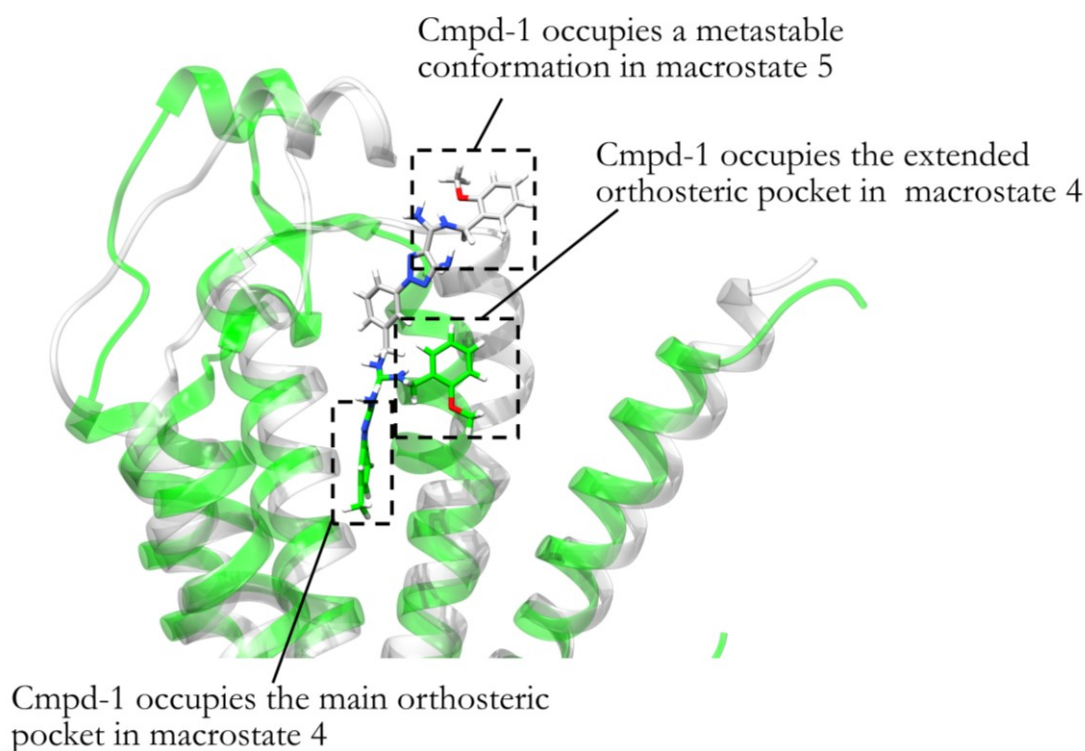 Cmpd-1 occupies a metastable
conformation in macrostate 5
Cmpd-1 occupies the extended
orthosteric pocket in  macrostate 4
Cmpd-1 occupies the main orthosteric
pocket in macrostate 4